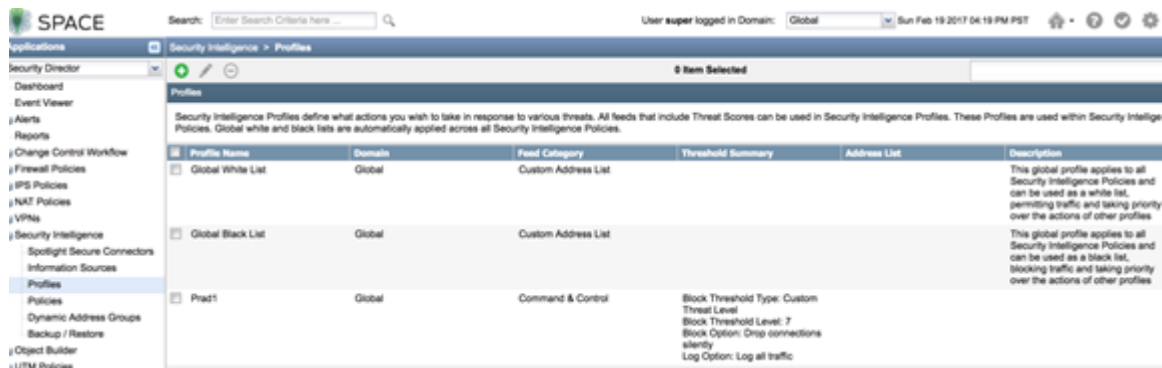 SPACE
Search: Enter Search Criteria here ...
User super logged in Domain: Global
Sun Feb 19 2017 04:19 PM PST
Applications
Security Intelligence > Profiles
Security Director
0 Item Selected
Dashboard
Profiles
Event Viewer
Alerts
Reports
Security Intelligence Profiles define what actions you wish to take in response to various threats. All feeds that include Threat Scores can be used in Security Intelligence Profiles. These Profiles are used within Security Intellige
Policies. Global white and black lists are automatically applied across all Security Intelligence Policies.
Change Control Workflow
Firewall Policies
IPS Policies
NAT Policies
VPNs
Security Intelligence
Spotlight Secure Connectors
Information Sources
Profiles
Policies
Dynamic Address Groups
Backup / Restore
Object Builder
UTM Policies
Profile Name Domain Feed Category Threshold Summary Address List Description
Global White List Global Custom Address List
This global profile applies to all
Security Intelligence Policies and
can be used as a white list,
permitting traffic and taking priority
over the actions of other profiles
Global Black List Global Custom Address List
This global profile applies to all
Security Intelligence Policies and
can be used as a black list,
blocking traffic and taking priority
over the actions of other profiles
Prad1 Global Command & Control
Block Threshold Type: Custom
Threat Level
Block Threshold Level: 7
Block Option: Drop connections
silently
Log Option: Log all traffic